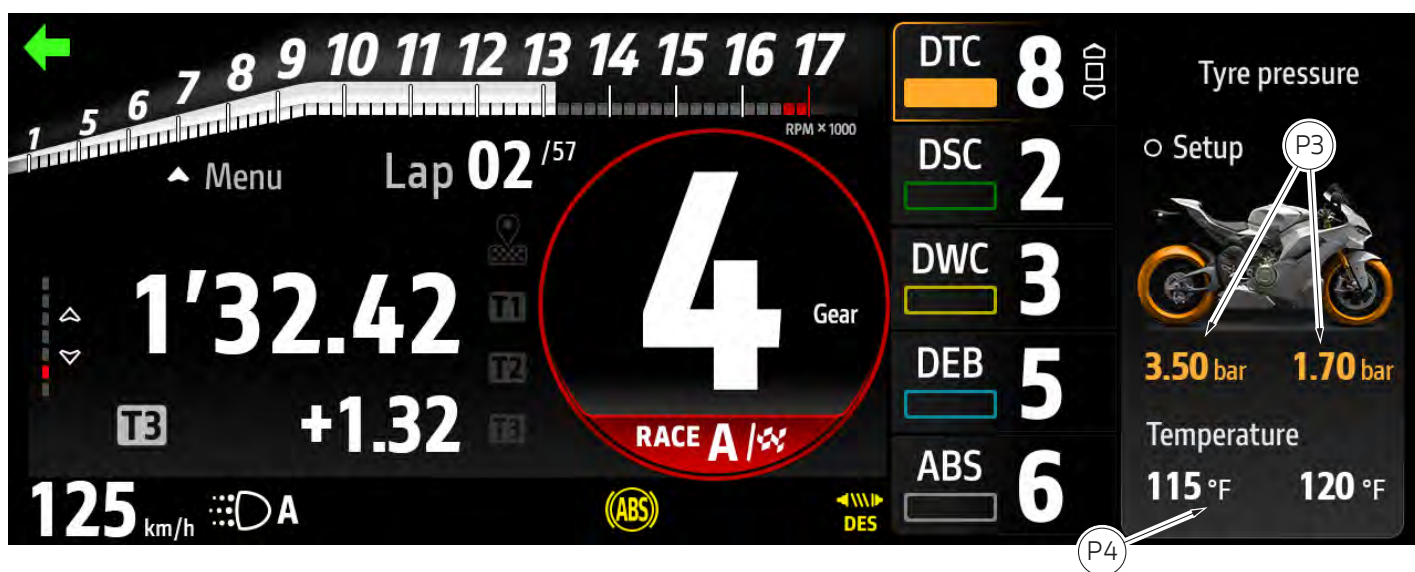 1 5 6 7 8 9 10 11 12 13 14 15 16 17
RPM × 1000
Menu
Lap 02/57
1'32.42
T1
T2
T3
T3 +1.32
4
Gear
RACE A /
125 km/h
A
(ABS)
DES
DTC 8
DSC 2
DWC 3
DEB 5
ABS 6
Tyre pressure
Setup
P3
3.50 bar 1.70 bar
Temperature
115 °F 120 °F
P4